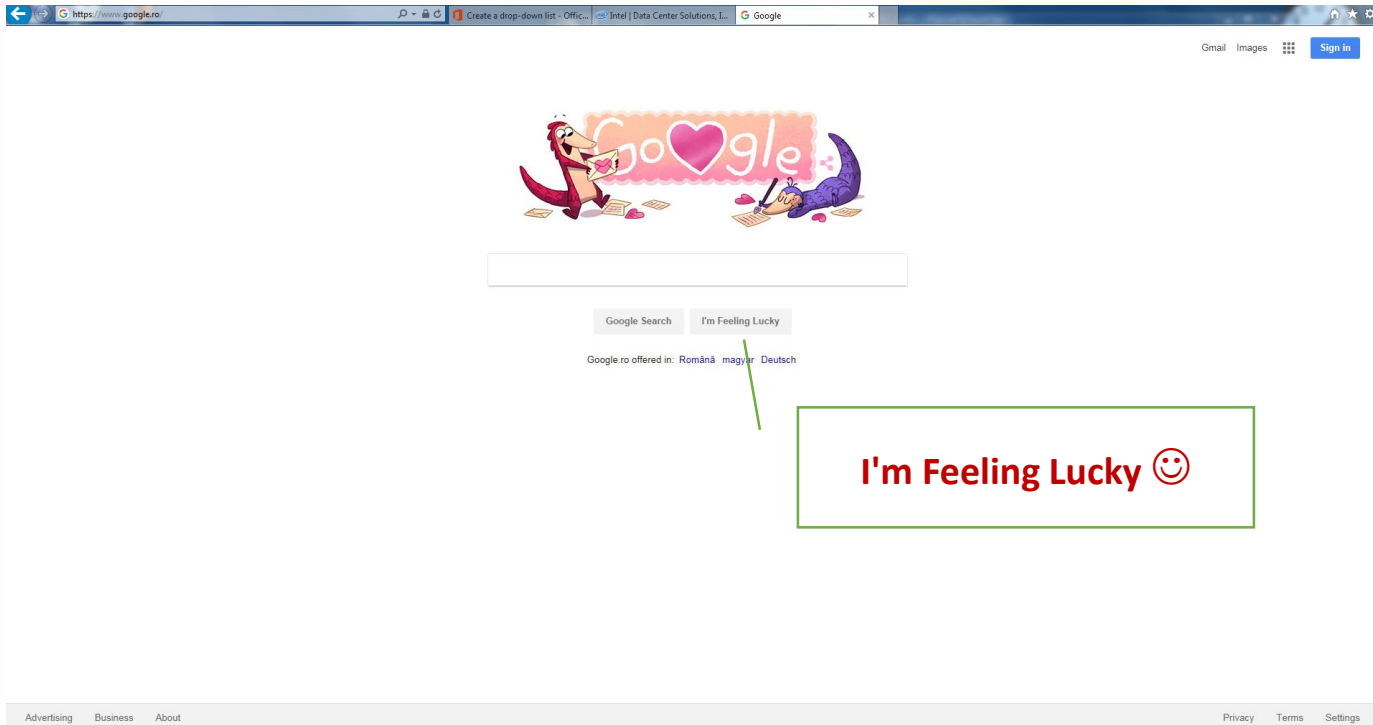 https://www.google.ro/
Create a drop-down list - Offic... Intel | Data Center Solutions, I... Google
Gmail Images Sign in
Google
Google Search I'm Feeling Lucky
Google.ro offered in: Română magyar Deutsch
I'm Feeling Lucky ☺
Advertising Business About Privacy Terms Settings